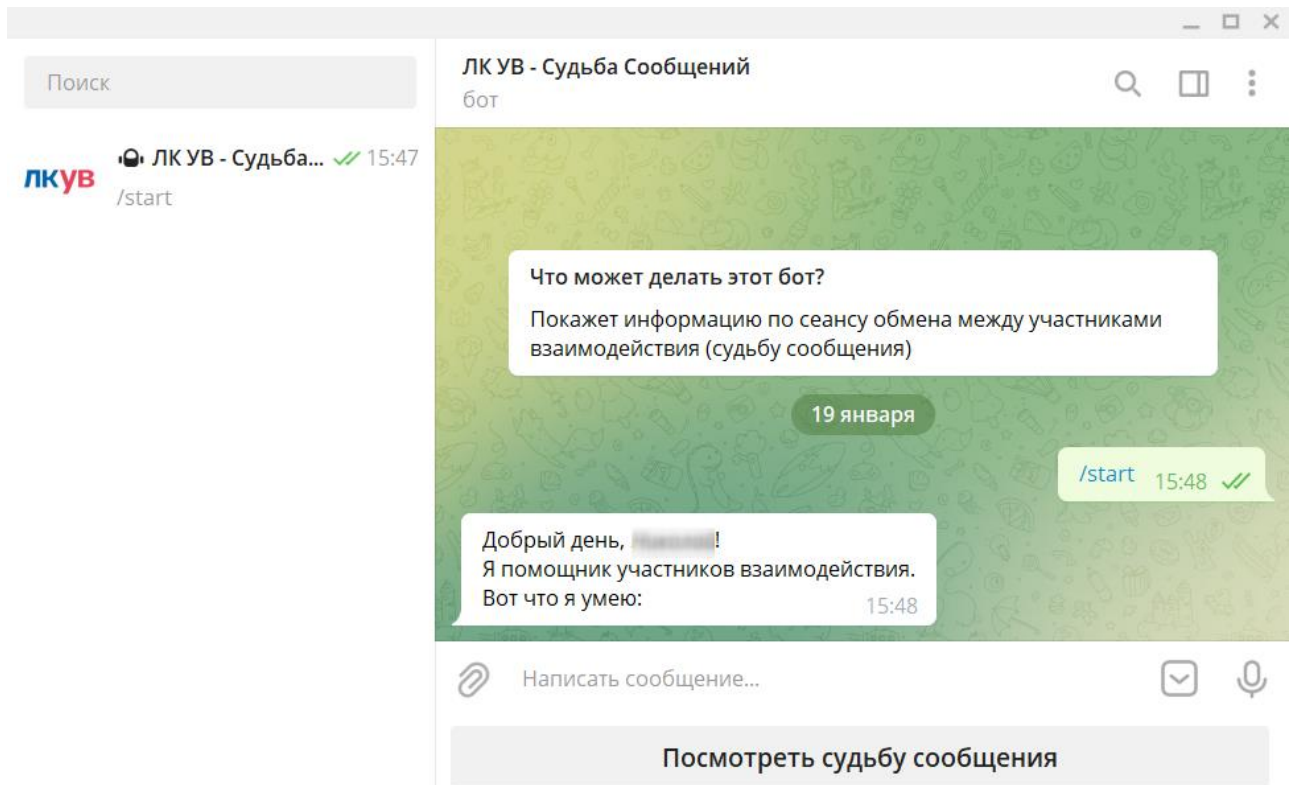 Поиск
ЛК УВ - Судьба... 15:47
лкув
/start
ЛК УВ - Судьба Сообщений
бот
Что может делать этот бот?
Покажет информацию по сеансу обмена между участниками
взаимодействия (судьбу сообщения)
19 января
/start 15:48
Добрый день, !
Я помощник участников взаимодействия.
Вот что я умею:
15:48
Написать сообщение...
Посмотреть судьбу сообщения